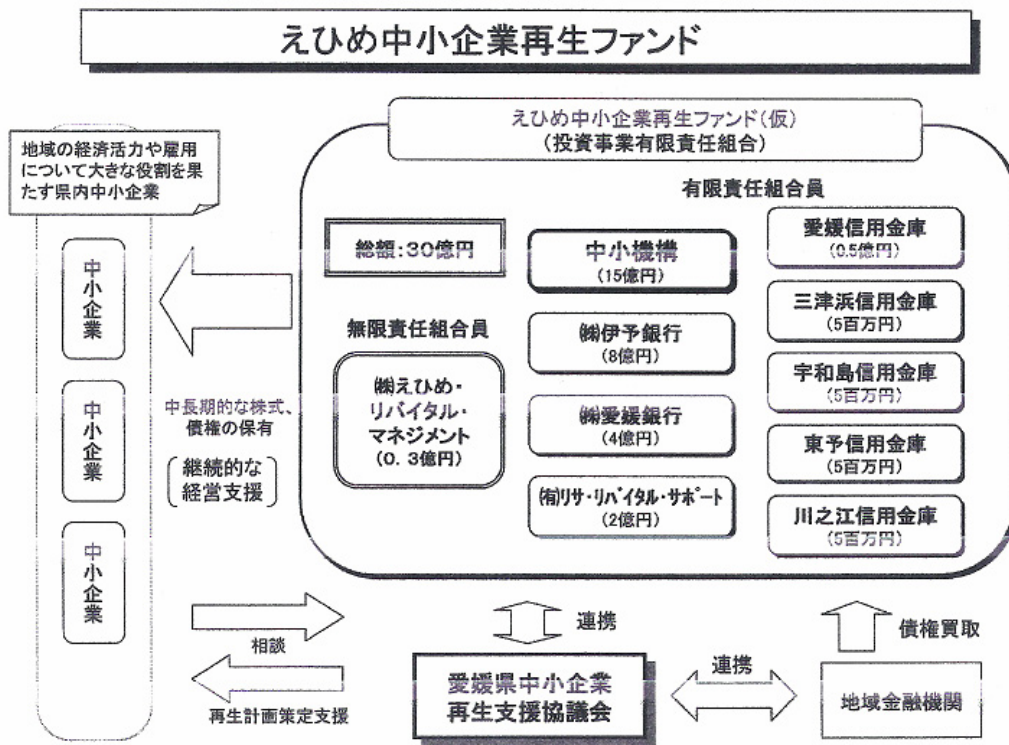 えひめ中小企業再生ファンド
えひめ中小企業再生ファンド(仮)
(投資事業有限責任組合)
地域の経済活力や雇用
について大きな役割を果
たす県内中小企業
中小企業
中小企業
中小企業
中長期的な株式、
債権の保有
継続的な
経営支援
総額:30億円
無限責任組合員
㈱えひめ・
リバイタル・
マネジメント
(0.3億円)
有限責任組合員
中小機構
(15億円)
㈱伊予銀行
(8億円)
㈱愛媛銀行
(4億円)
㈲リサ・リバイタル・サポート
(2億円)
愛媛信用金庫
(0.5億円)
三津浜信用金庫
(5百万円)
宇和島信用金庫
(5百万円)
東予信用金庫
(5百万円)
川之江信用金庫
(5百万円)
相談
再生計画策定支援
連携
愛媛県中小企業
再生支援協議会
連携
債権買取
地域金融機関